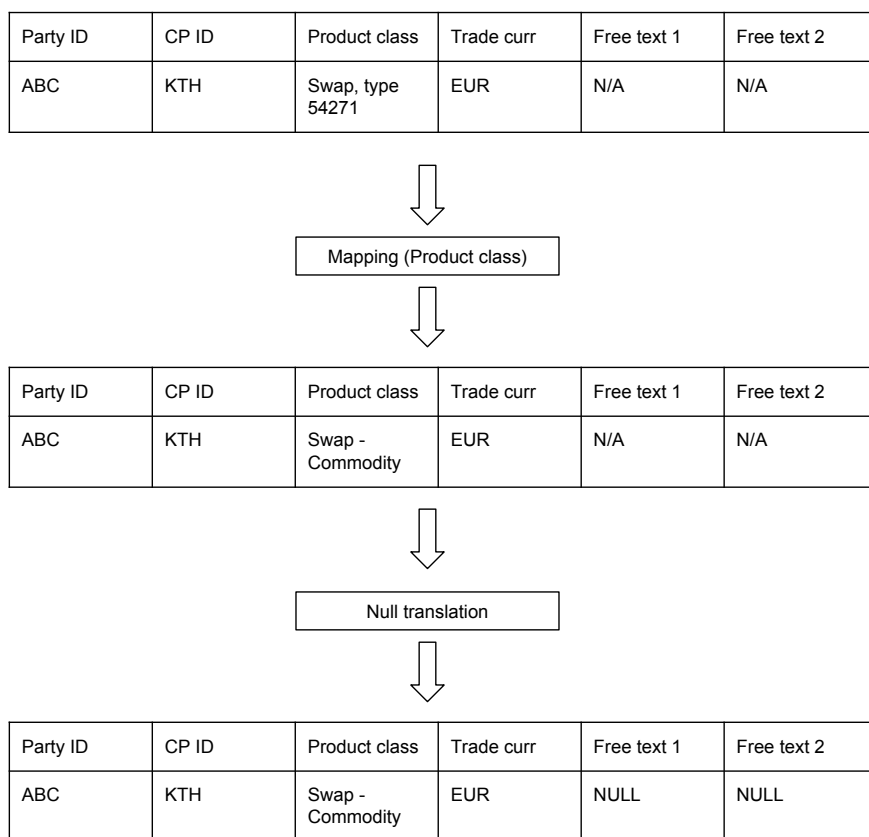 Party ID CP ID Product class Trade curr Free text 1 Free text 2
ABC KTH Swap, type EUR N/A N/A
54271
Mapping (Product class)
Party ID CP ID Product class Trade curr Free text 1 Free text 2
ABC KTH Swap - EUR N/A N/A
Commodity
Null translation
Party ID CP ID Product class Trade curr Free text 1 Free text 2
ABC KTH Swap - EUR NULL NULL
Commodity